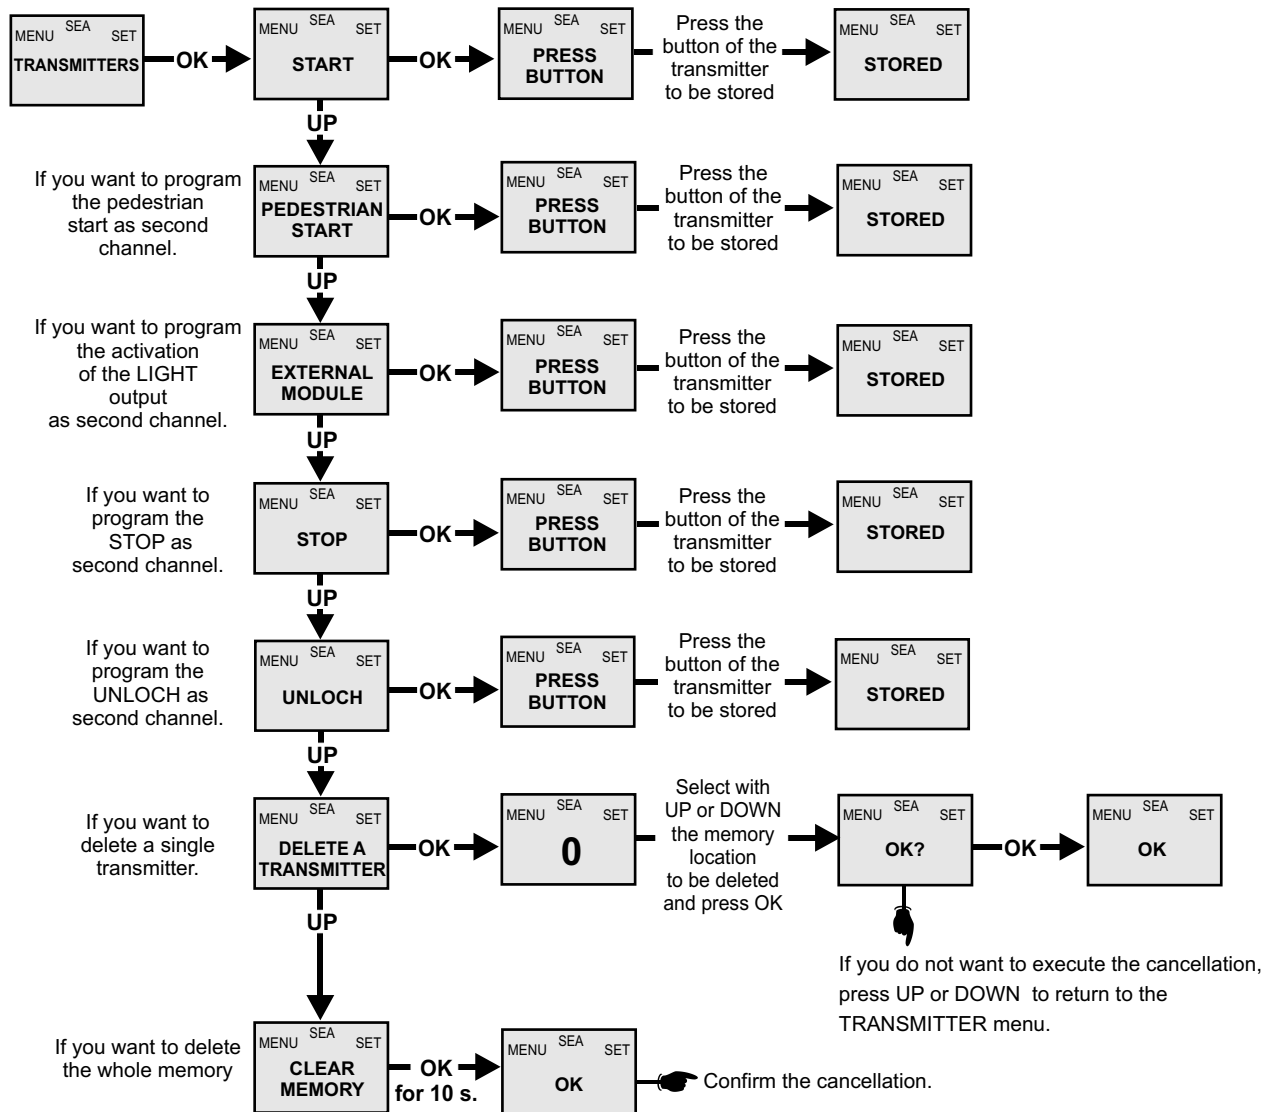 MENU SEA SET
TRANSMITTERS
OK
MENU SEA SET
START
OK
MENU SEA SET
PRESS
BUTTON
Press the
button of the
transmitter
to be stored
MENU SEA SET
STORED
UP
If you want to program
the pedestrian
start as second
channel.
MENU SEA SET
PEDESTRIAN
START
OK
MENU SEA SET
PRESS
BUTTON
Press the
button of the
transmitter
to be stored
MENU SEA SET
STORED
UP
If you want to program
the activation
of the LIGHT
output
as second channel.
MENU SEA SET
EXTERNAL
MODULE
OK
MENU SEA SET
PRESS
BUTTON
Press the
button of the
transmitter
to be stored
MENU SEA SET
STORED
UP
If you want to
program the
STOP as
second channel.
MENU SEA SET
STOP
OK
MENU SEA SET
PRESS
BUTTON
Press the
button of the
transmitter
to be stored
MENU SEA SET
STORED
UP
If you want to
program the
UNLOCH as
second channel.
MENU SEA SET
UNLOCH
OK
MENU SEA SET
PRESS
BUTTON
Press the
button of the
transmitter
to be stored
MENU SEA SET
STORED
UP
If you want to
delete a single
transmitter.
MENU SEA SET
DELETE A
TRANSMITTER
OK
MENU SEA SET
0
Select with
UP or DOWN
the memory
location
to be deleted
and press OK
MENU SEA SET
OK?
OK
MENU SEA SET
OK
UP
If you do not want to execute the cancellation,
press UP or DOWN to return to the
TRANSMITTER menu.
If you want to delete
the whole memory
MENU SEA SET
CLEAR
MEMORY
OK
for 10 s.
MENU SEA SET
OK
Confirm the cancellation.